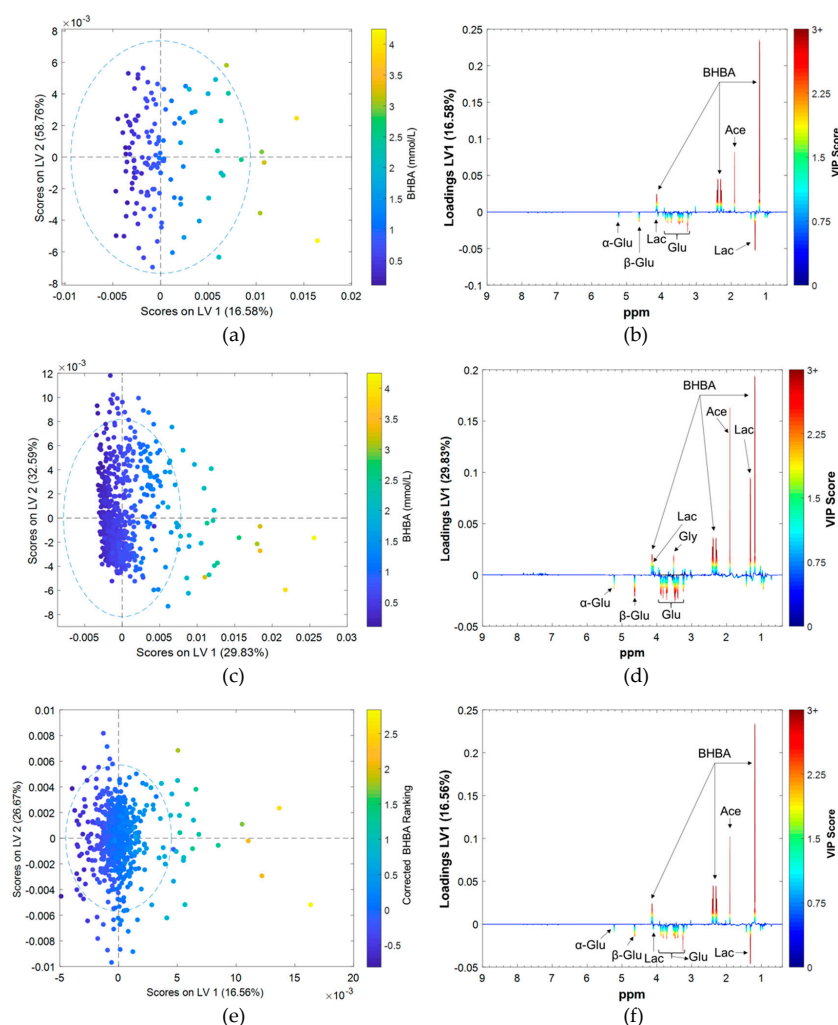 ×10⁻³
8
6
4
2
0
-2
-4
-6
-8
-0.01 -0.005 0 0.005 0.01 0.015 0.02
Scores on LV 2 (68.76%)
Scores on LV 1 (16.58%)
4
3.5
3
2.5
2
1.5
1
0.5
BHBA (mmol/L)
(a)
0.25
0.2
0.15
0.1
0.05
0
-0.05
-0.1
9 8 7 6 5 4 3 2 1
Loadings LV1 (16.58%)
ppm
BHBA
Ace
α-Glu
β-Glu
Lac
Glu
Lac
3+
2.25
1.5
0.75
0
VIP Score
(b)
×10⁻³
12
10
8
6
4
2
0
-2
-4
-6
-8
-0.005 0 0.005 0.01 0.015 0.02 0.025 0.03
Scores on LV 2 (32.59%)
Scores on LV 1 (29.83%)
4
3.5
3
2.5
2
1.5
1
0.5
BHBA (mmol/L)
(c)
0.2
0.15
0.1
0.05
0
-0.05
9 8 7 6 5 4 3 2 1
Loadings LV1 (29.83%)
ppm
BHBA
Ace
Lac
Lac
Gly
α-Glu
β-Glu
Glu
3+
2.25
1.5
0.75
0
VIP Score
(d)
0.01
0.008
0.006
0.004
0.002
0
-0.002
-0.004
-0.006
-0.008
-0.01
-5 0 5 10 15 20
×10⁻³
Scores on LV 2 (26.67%)
Scores on LV 1 (16.56%)
2.5
2
1.5
1
0.5
0
-0.5
Corrected BHBA Ranking
(e)
0.25
0.2
0.15
0.1
0.05
0
-0.05
9 8 7 6 5 4 3 2 1
Loadings LV1 (16.56%)
ppm
BHBA
Ace
α-Glu
β-Glu
Lac
Glu
Lac
3+
2.25
1.5
0.75
0
VIP Score
(f)